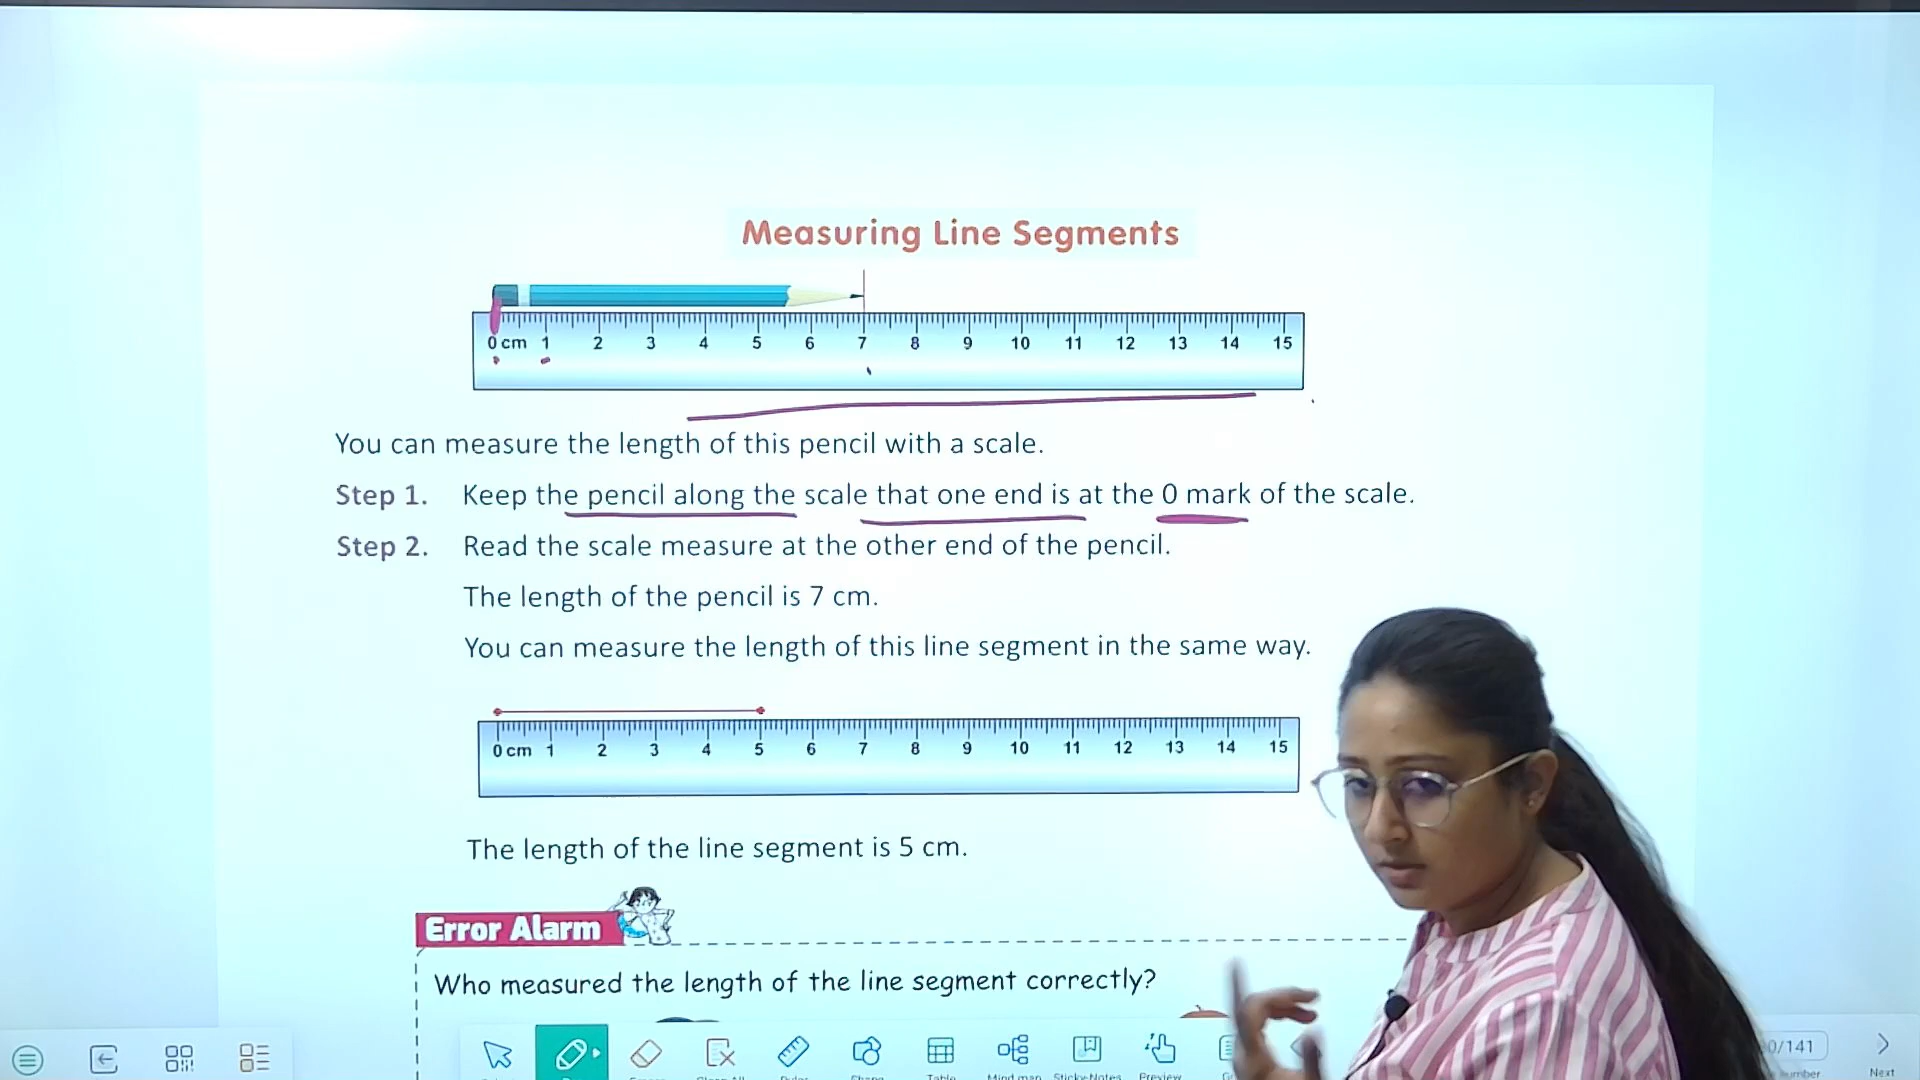 Measuring Line Segments
0 cm 1 2 3 4 5 6 7 8 9 10 11 12 13 14 15
You can measure the length of this pencil with a scale.
Step 1. Keep the pencil along the scale that one end is at the 0 mark of the scale.
Step 2. Read the scale measure at the other end of the pencil.
The length of the pencil is 7 cm.
You can measure the length of this line segment in the same way.
0 cm 1 2 3 4 5 6 7 8 9 10 11 12 13 14 15
The length of the line segment is 5 cm.
Error Alarm
Who measured the length of the line segment correctly?
0/141
Table Mind map Sticky Notes Preview Next